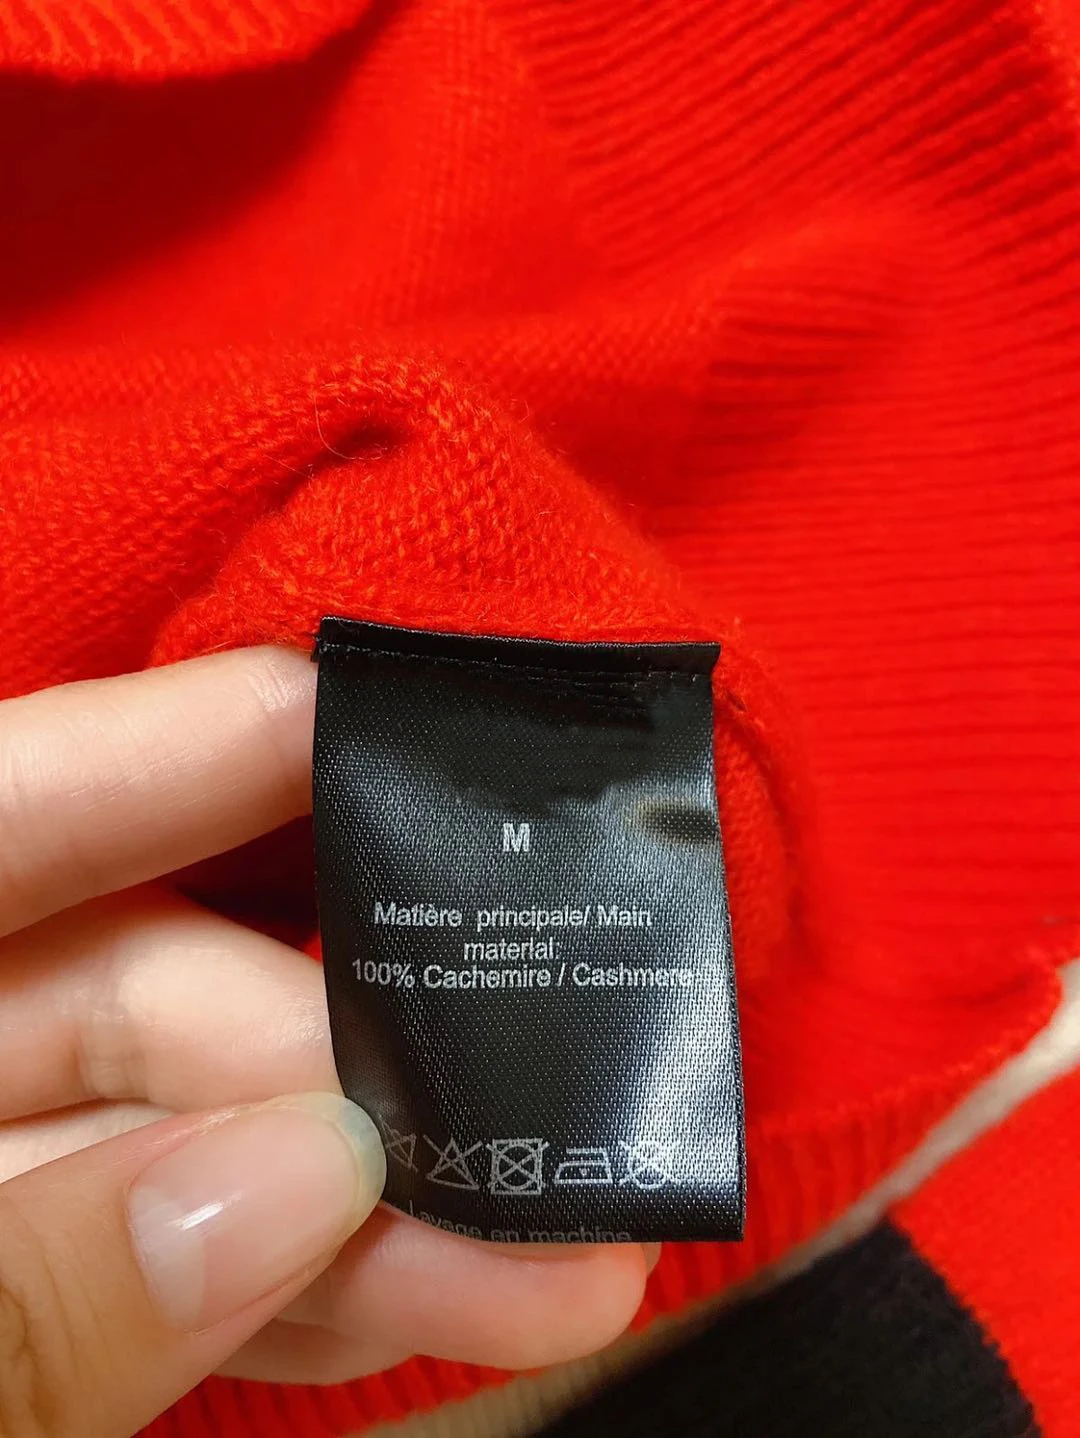 M
Matière principale/ Main
material:
100% Cachemire / Cashmere
Lavage en machine